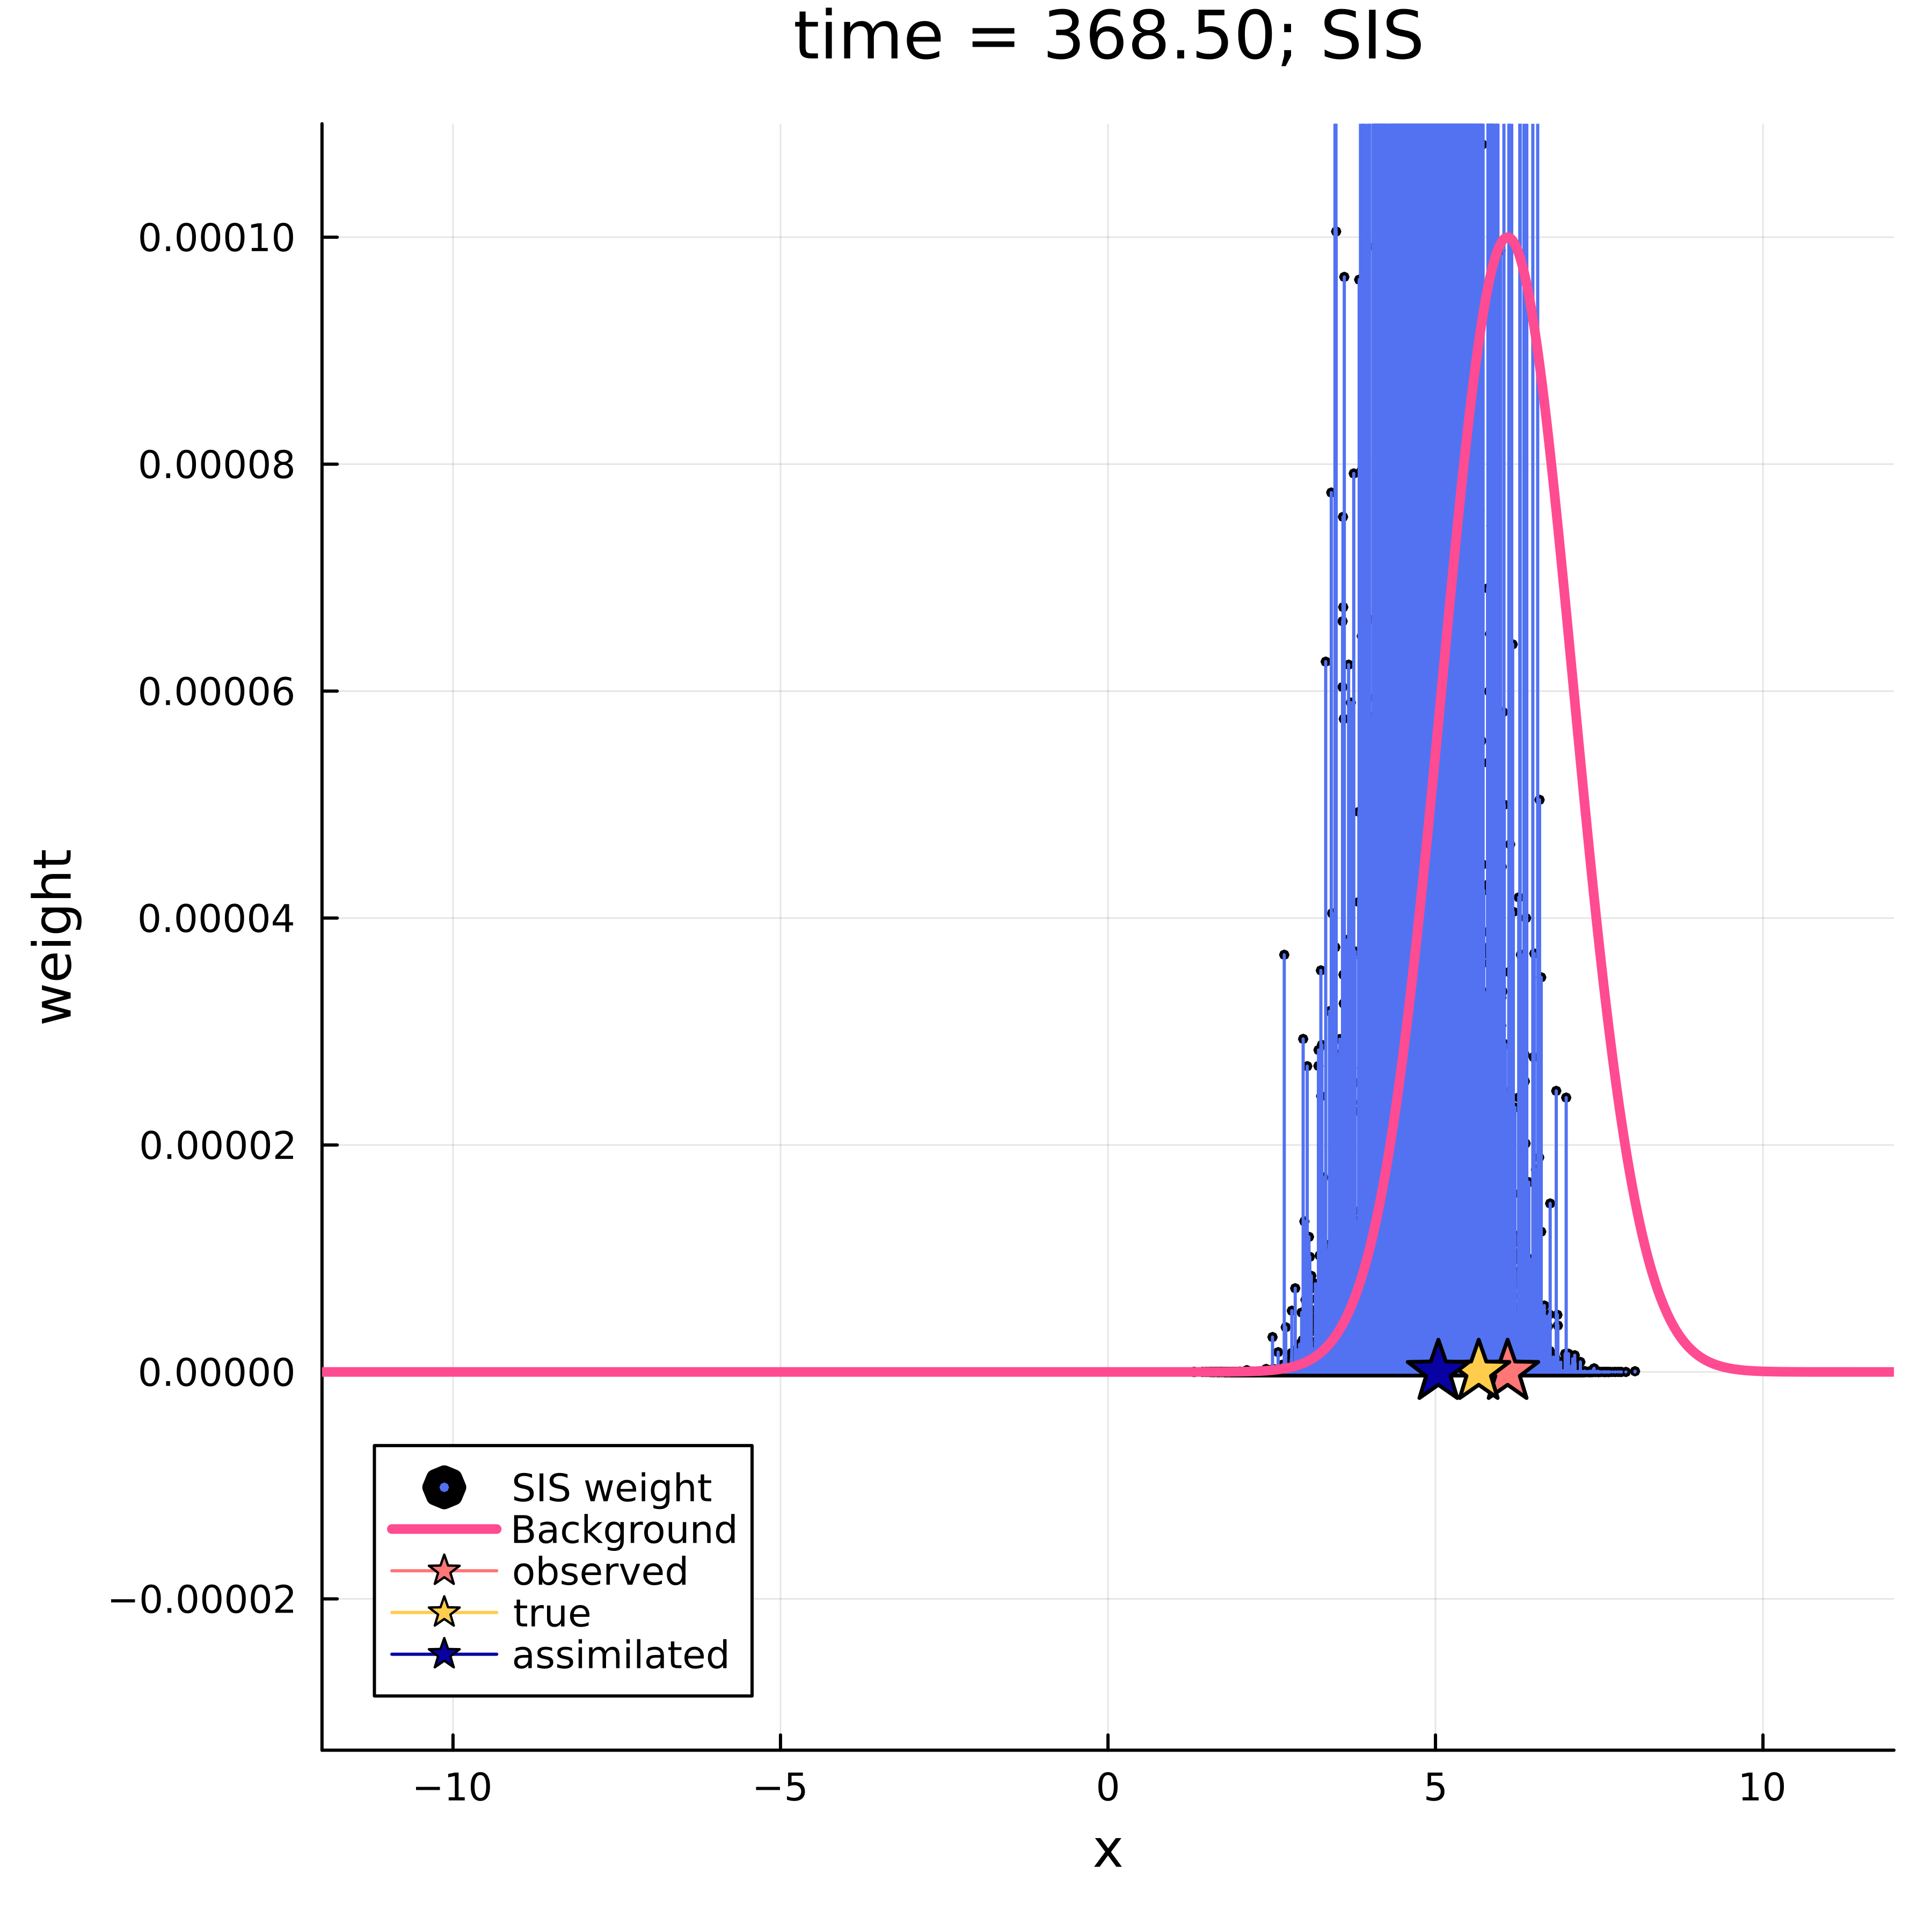 time = 368.50; SIS
weight
0.00010
0.00008
0.00006
0.00004
0.00002
0.00000
−0.00002
SIS weight
Background
observed
true
assimilated
−10
−5
0
5
10
x